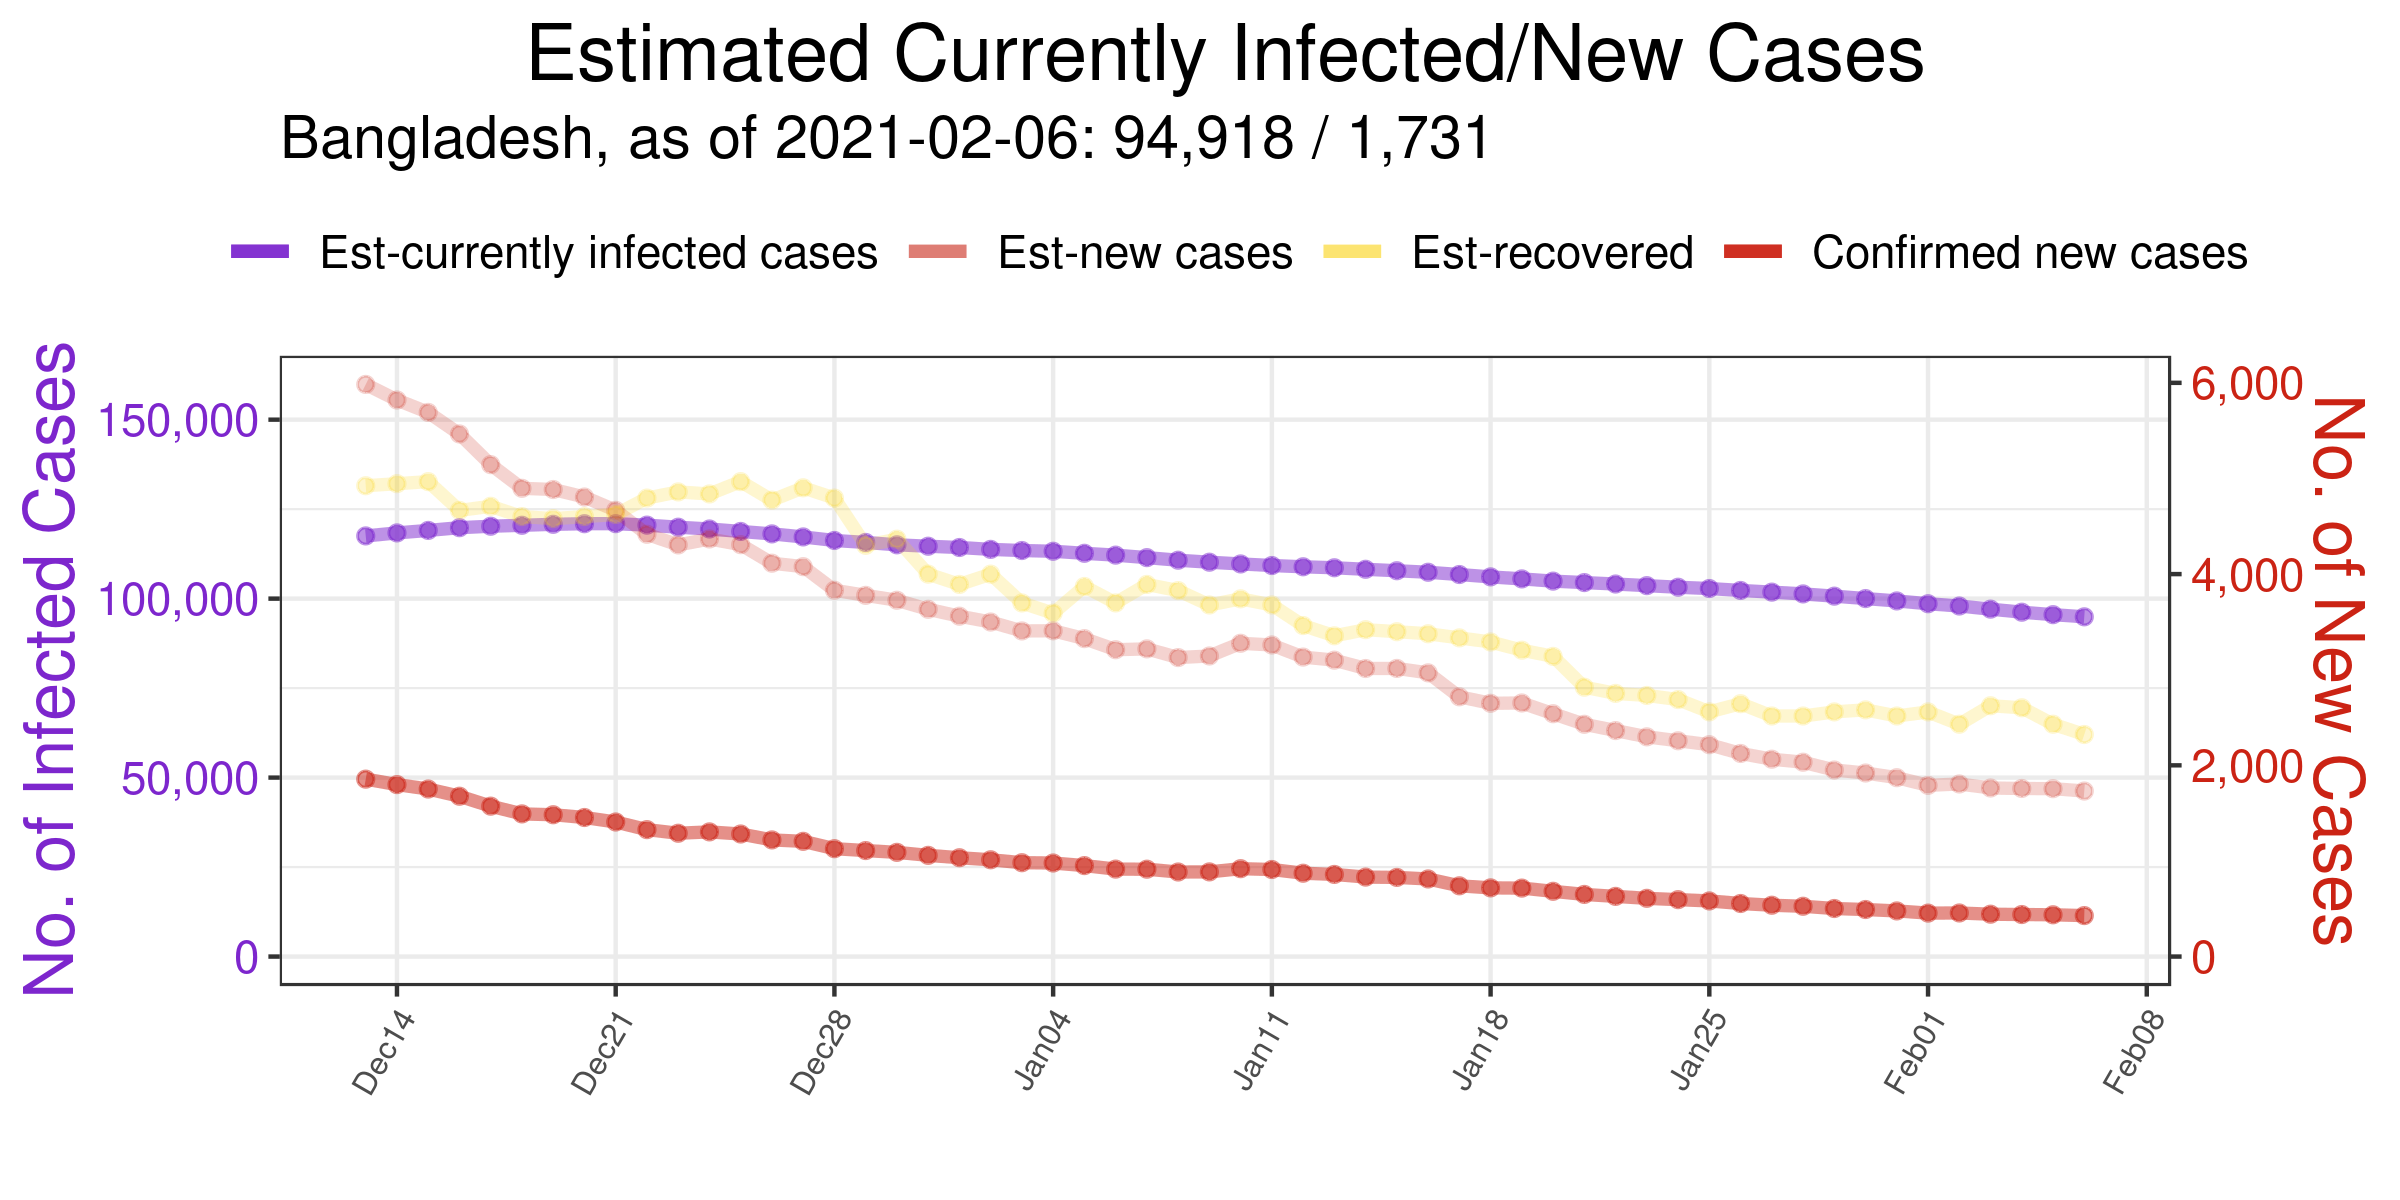 Estimated Currently Infected/New Cases
Bangladesh, as of 2021-02-06: 94,918 / 1,731
Est-currently infected cases Est-new cases Est-recovered Confirmed new cases
No. of Infected Cases
150,000
100,000
50,000
0
6,000
4,000
2,000
0
No. of New Cases
Dec14 Dec21 Dec28 Jan04 Jan11 Jan18 Jan25 Feb01 Feb08